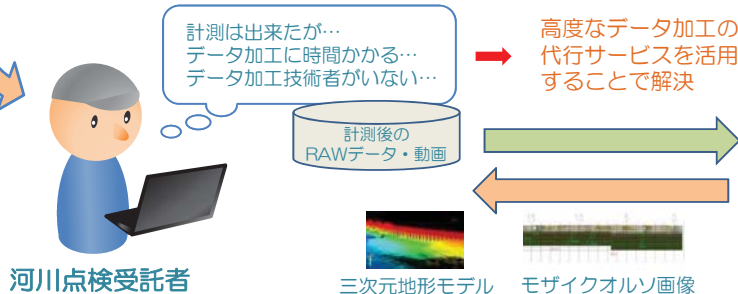 計測は出来たが…
データ加工に時間かかる…
データ加工技術者がいない…
高度なデータ加工の
代行サービスを活用
することで解決
計測後の
RAWデータ・動画
河川点検受託者
三次元地形モデル
モザイクオルソ画像